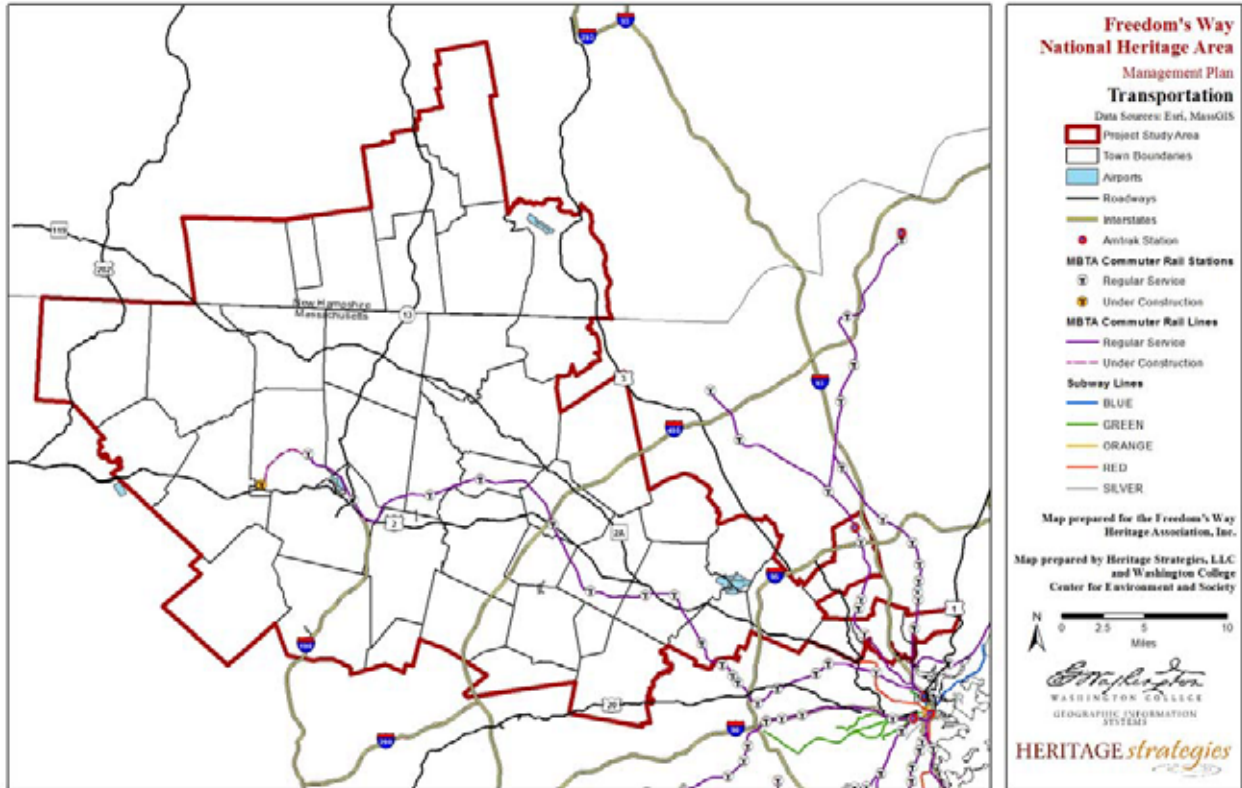 293
93
119
202
New Hampshire
Massachusetts
13
3
93
495
2
2A
95
1
190
20
290
95
Freedom's Way
National Heritage Area
Management Plan
Transportation
Data Sources: Esri, MassGIS
Project Study Area
Town Boundaries
Airports
Roadways
Interstates
Amtrak Station
MBTA Commuter Rail Stations
Regular Service
Under Construction
MBTA Commuter Rail Lines
Regular Service
Under Construction
Subway Lines
BLUE
GREEN
ORANGE
RED
SILVER
Map prepared for the Freedom's Way
Heritage Association, Inc.
Map prepared by Heritage Strategies, LLC
and Washington College
Center for Environment and Society
N
0 2.5 5 10
Miles
WASHINGTON COLLEGE
GEOGRAPHIC INFORMATION
SYSTEMS
HERITAGE strategies